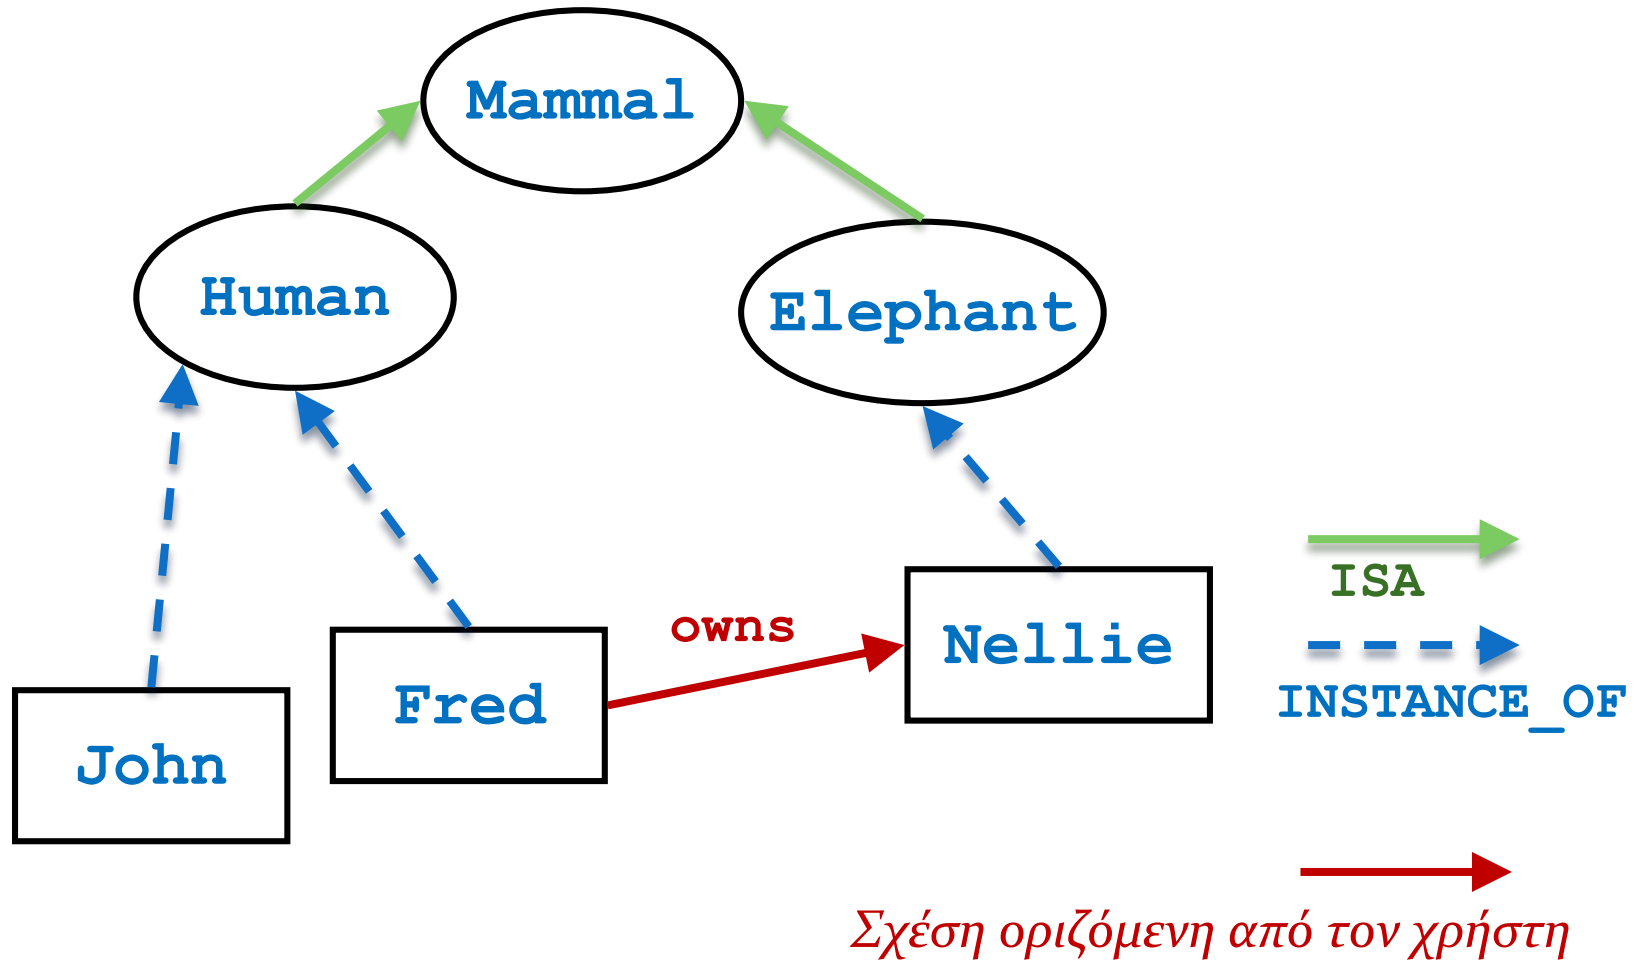 Mammal
Human
Elephant
owns
Nellie
Fred
John
ISA
INSTANCE_OF
Σχέση οριζόμενη από τον χρήστη